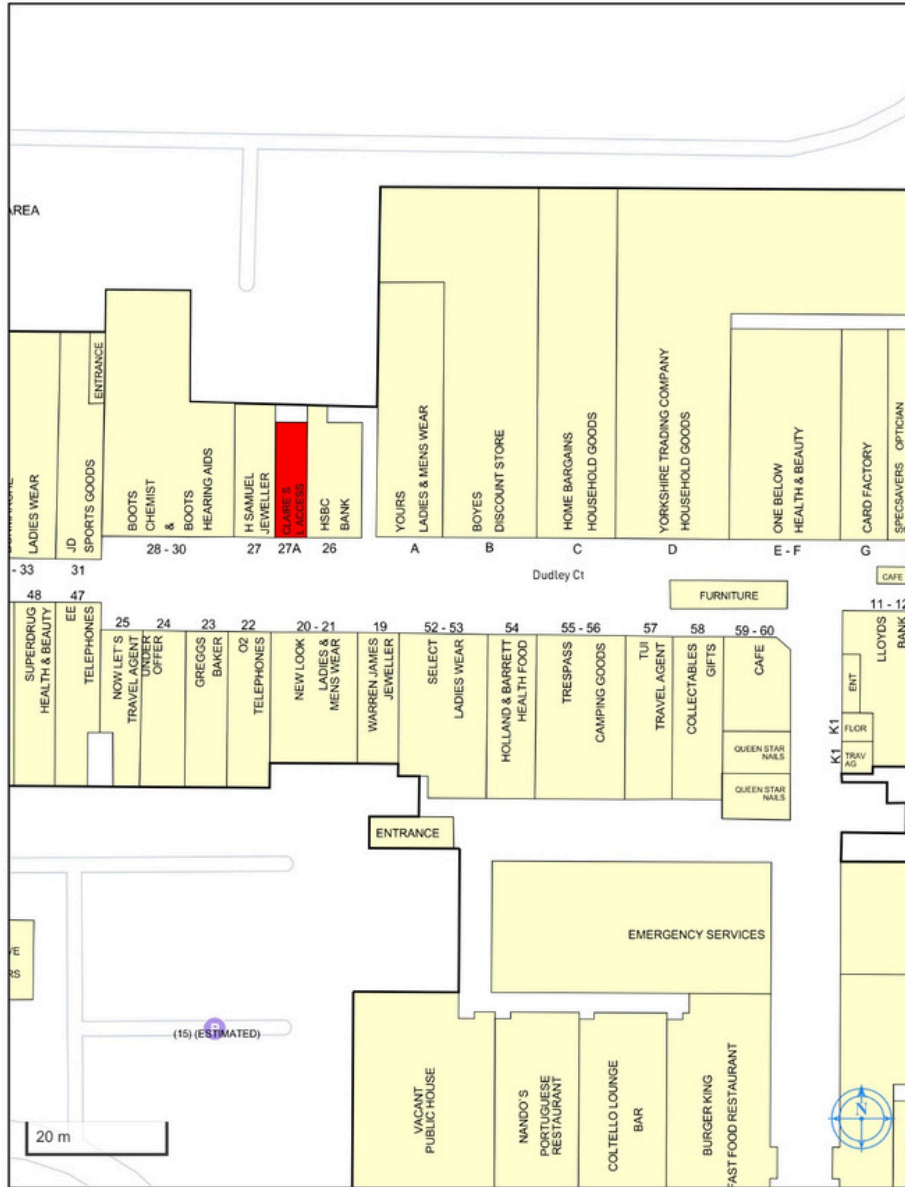 AREA
ENTRANCE
LADIES WEAR
JD
SPORTS GOODS
BOOTS
CHEMIST
&
BOOTS
HEARING AIDS
H SAMUEL
JEWELLER
CLAIRE'S
L ACCESS
HSBC
BANK
YOURS
LADIES & MENS WEAR
BOYES
DISCOUNT STORE
HOME BARGAINS
HOUSEHOLD GOODS
YORKSHIRE TRADING COMPANY
HOUSEHOLD GOODS
ONE BELOW
HEALTH & BEAUTY
CARD FACTORY
SPECSAVERS OPTICIAN
- 33
31
28 - 30
27
27A
26
A
B
C
D
E - F
G
Dudley Ct
CAFE
FURNITURE
48
47
25
24
23
22
20 - 21
19
52 - 53
54
55 - 56
57
58
59 - 60
11 - 12
SUPERDRUG
HEALTH & BEAUTY
EE
TELEPHONES
NOW LET'S
TRAVEL AGENT
UNDER
OFFER
GREGGS
BAKER
O2
TELEPHONES
NEW LOOK
LADIES &
MENS WEAR
WARREN JAMES
JEWELLER
SELECT
LADIES WEAR
HOLLAND & BARRETT
HEALTH FOOD
TRESPASS
CAMPING GOODS
TUI
TRAVEL AGENT
COLLECTABLES
GIFTS
CAFE
QUEEN STAR
NAILS
QUEEN STAR
NAILS
LLOYDS
BANK
ENT
K1
FLOR
K1
TRAV
AG
ENTRANCE
EMERGENCY SERVICES
VE
RS
P
(15) (ESTIMATED)
VACANT
PUBLIC HOUSE
NANDO'S
PORTUGUESE
RESTAURANT
COLTELLO LOUNGE
BAR
BURGER KING
FAST FOOD RESTAURANT
20 m
N